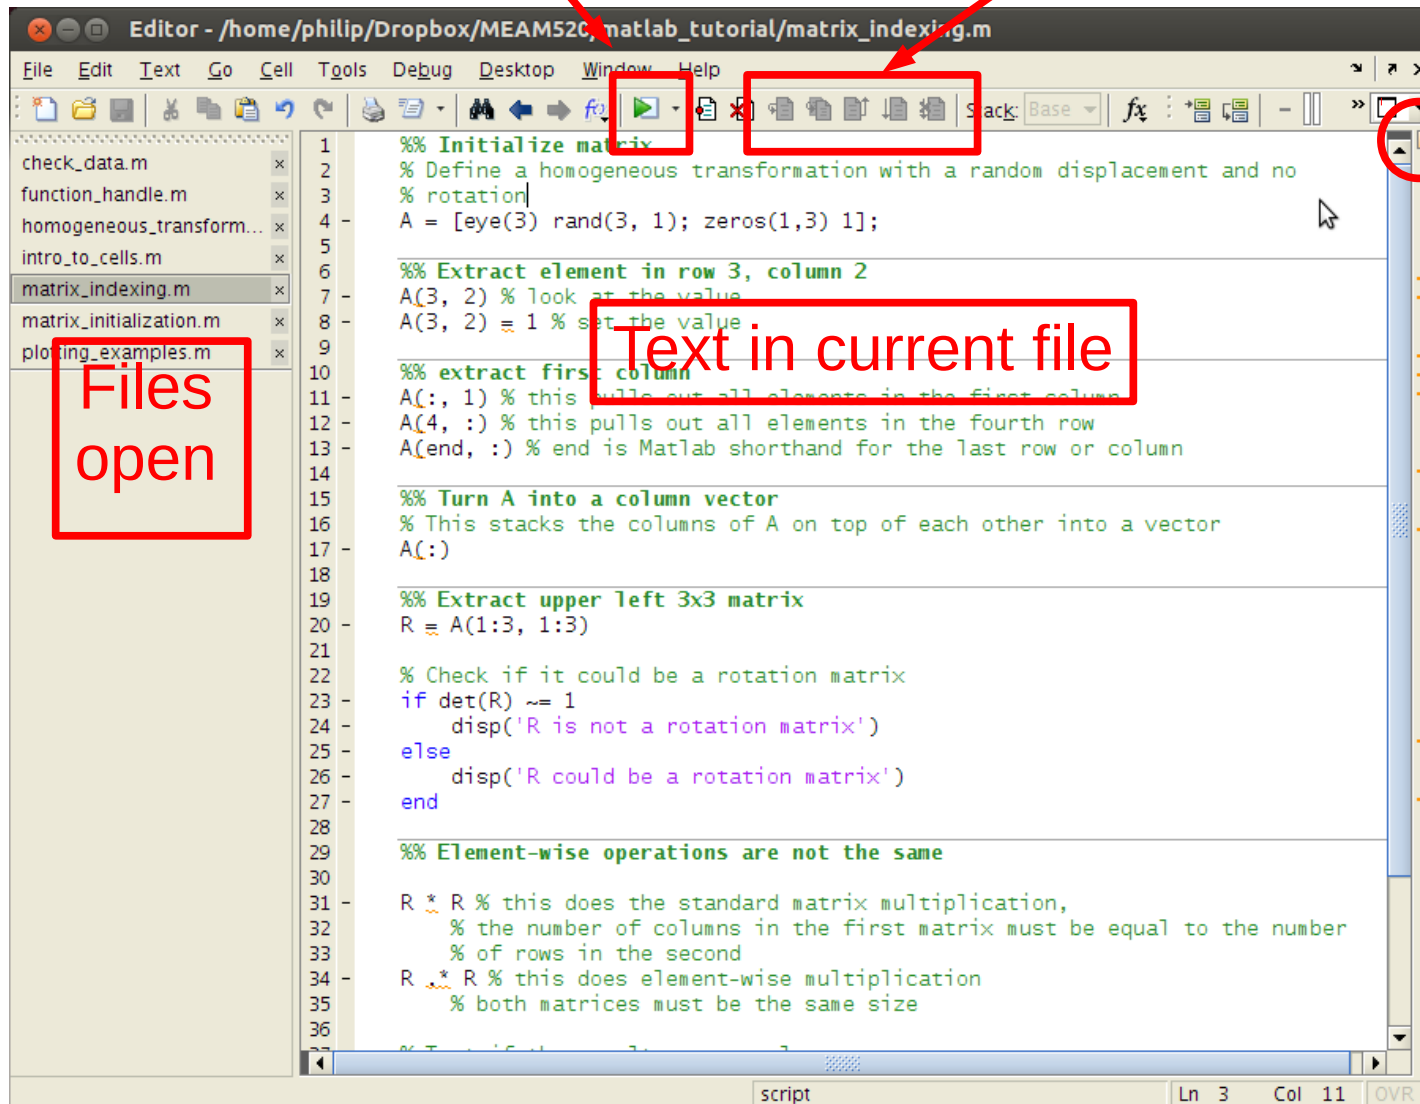 Editor - /home/philip/Dropbox/MEAM520/matlab_tutorial/matrix_indexing.m
File Edit Text Go Cell Tools Debug Desktop Window Help
Stack: Base fx
check_data.m
function_handle.m
homogeneous_transform...
intro_to_cells.m
matrix_indexing.m
matrix_initialization.m
plotting_examples.m
Files
open
1 %% Initialize matrix
2 % Define a homogeneous transformation with a random displacement and no
3 % rotation
4 - A = [eye(3) rand(3, 1); zeros(1,3) 1];
5
6 %% Extract element in row 3, column 2
7 - A(3, 2) % look at the value
8 - A(3, 2) = 1 % set the value
Text in current file
9
10 %% extract first column
11 - A(:, 1) % this pulls out all elements in the first column
12 - A(4, :) % this pulls out all elements in the fourth row
13 - A(end, :) % end is Matlab shorthand for the last row or column
14
15 %% Turn A into a column vector
16 % This stacks the columns of A on top of each other into a vector
17 - A(:)
18
19 %% Extract upper left 3x3 matrix
20 - R = A(1:3, 1:3)
21
22 % Check if it could be a rotation matrix
23 - if det(R) ~= 1
24 - disp('R is not a rotation matrix')
25 - else
26 - disp('R could be a rotation matrix')
27 - end
28
29 %% Element-wise operations are not the same
30
31 - R * R % this does the standard matrix multiplication,
32 % the number of columns in the first matrix must be equal to the number
33 % of rows in the second
34 - R .* R % this does element-wise multiplication
35 % both matrices must be the same size
36
script Ln 3 Col 11 OVR